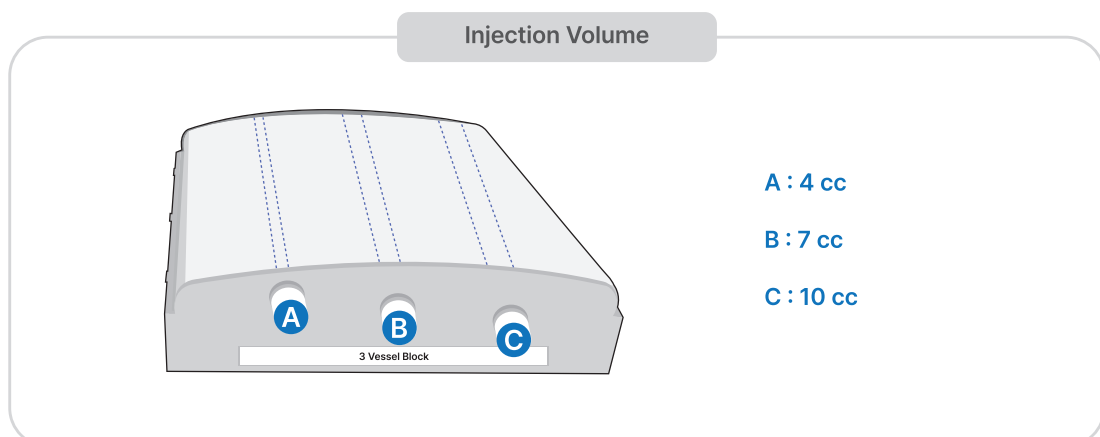 Injection Volume
A : 4 cc
B : 7 cc
C : 10 cc
A
B
C
3 Vessel Block